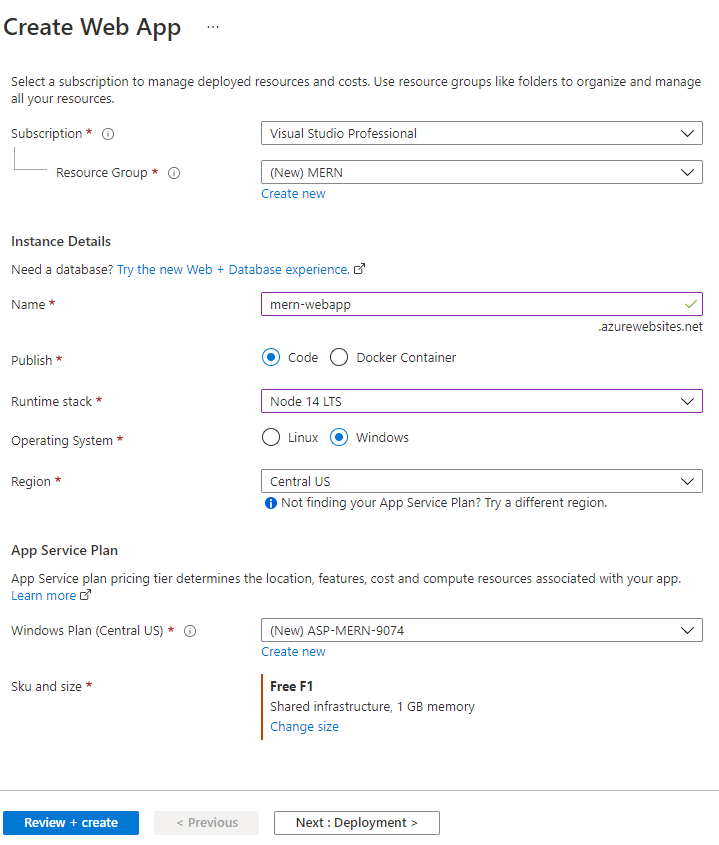 Create Web App ...
Select a subscription to manage deployed resources and costs. Use resource groups like folders to organize and manage
all your resources.
Subscription * Visual Studio Professional
Resource Group * (New) MERN
Create new
Instance Details
Need a database? Try the new Web + Database experience.
Name * mern-webapp
.azurewebsites.net
Publish * Code Docker Container
Runtime stack * Node 14 LTS
Operating System * Linux Windows
Region * Central US
Not finding your App Service Plan? Try a different region.
App Service Plan
App Service plan pricing tier determines the location, features, cost and compute resources associated with your app.
Learn more
Windows Plan (Central US) * (New) ASP-MERN-9074
Create new
Sku and size * Free F1
Shared infrastructure, 1 GB memory
Change size
Review + create < Previous Next : Deployment >